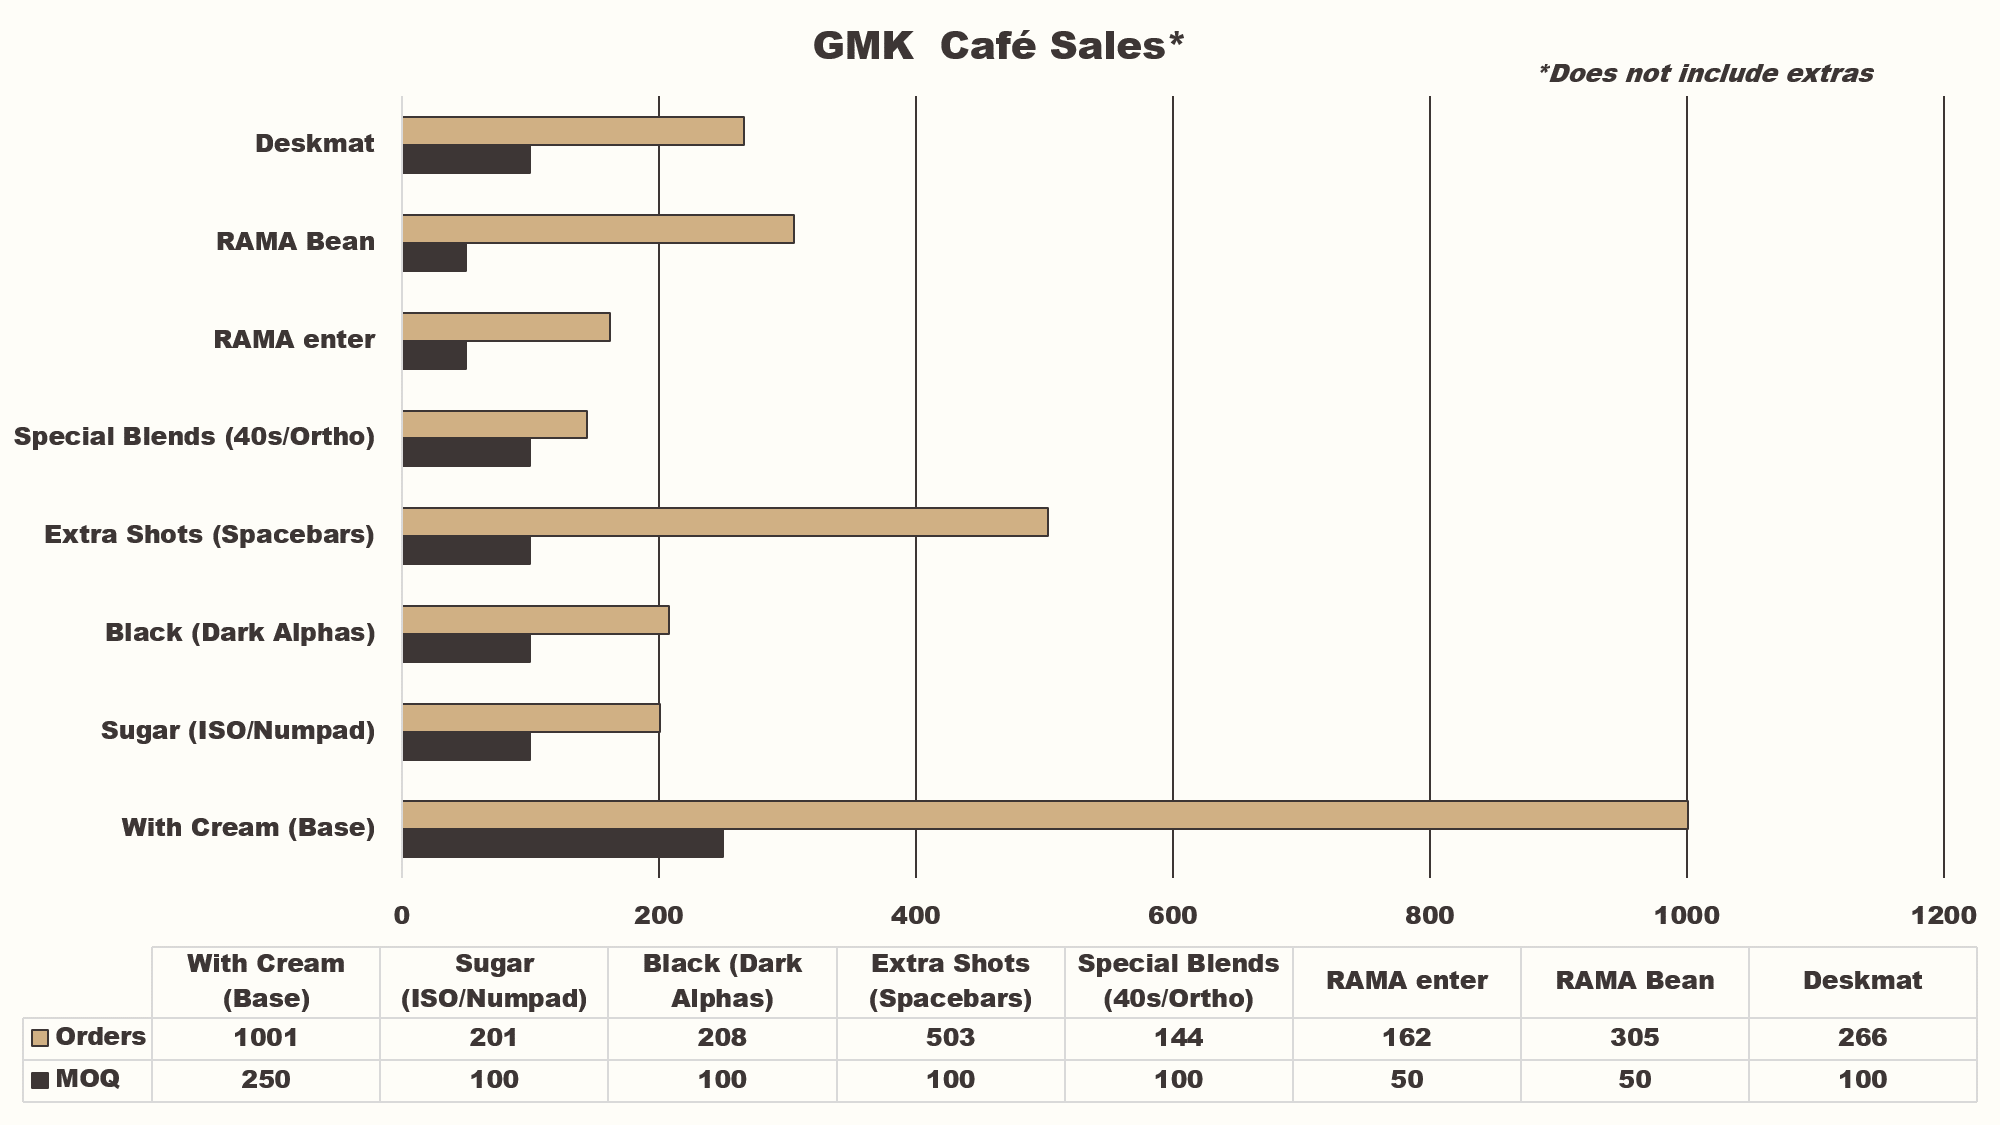 GMK  Café Sales*
*Does not include extras
Deskmat
RAMA Bean
RAMA enter
Special Blends (40s/Ortho)
Extra Shots (Spacebars)
Black (Dark Alphas)
Sugar (ISO/Numpad)
With Cream (Base)
0 200 400 600 800 1000 1200
With Cream (Base) Sugar (ISO/Numpad) Black (Dark Alphas) Extra Shots (Spacebars) Special Blends (40s/Ortho) RAMA enter RAMA Bean Deskmat
Orders 1001 201 208 503 144 162 305 266
MOQ 250 100 100 100 100 50 50 100